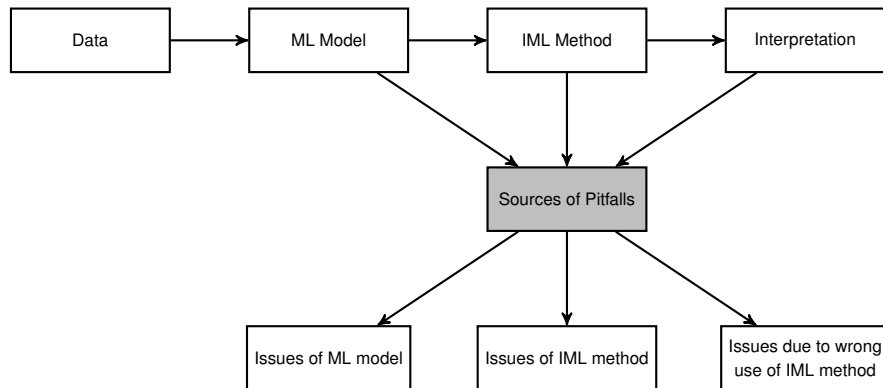 Data
ML Model
IML Method
Interpretation
Sources of Pitfalls
Issues of ML model
Issues of IML method
Issues due to wrong
use of IML method